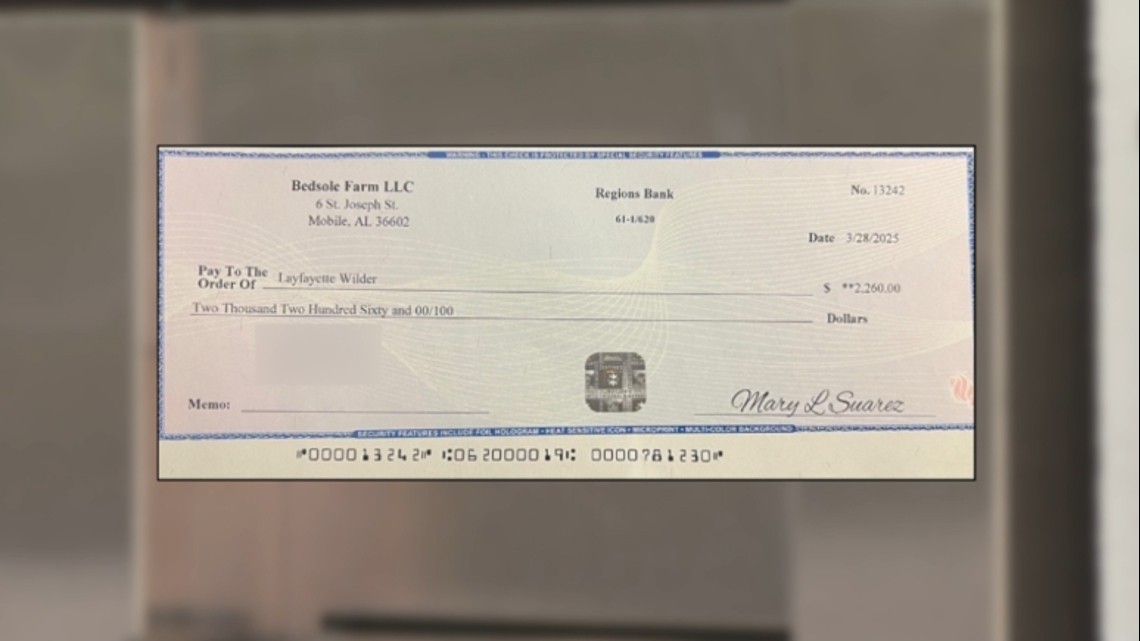 WARNING - THIS CHECK IS PROTECTED BY SPECIAL SECURITY FEATURES
Bedsole Farm LLC
6 St. Joseph St.
Mobile, AL 36602
Regions Bank
61-1/620
No. 13242
Date 3/28/2025
Pay To The
Order Of Layfayette Wilder
$ **2,260.00
Two Thousand Two Hundred Sixty and 00/100
Dollars
Memo:
Mary L Suarez
SECURITY FEATURES INCLUDE FOIL HOLOGRAM • HEAT SENSITIVE ICON • MICROPRINT • MULTI-COLOR BACKGROUND
⑈000013242⑈ ⑆062000019⑆ 0000781230⑈